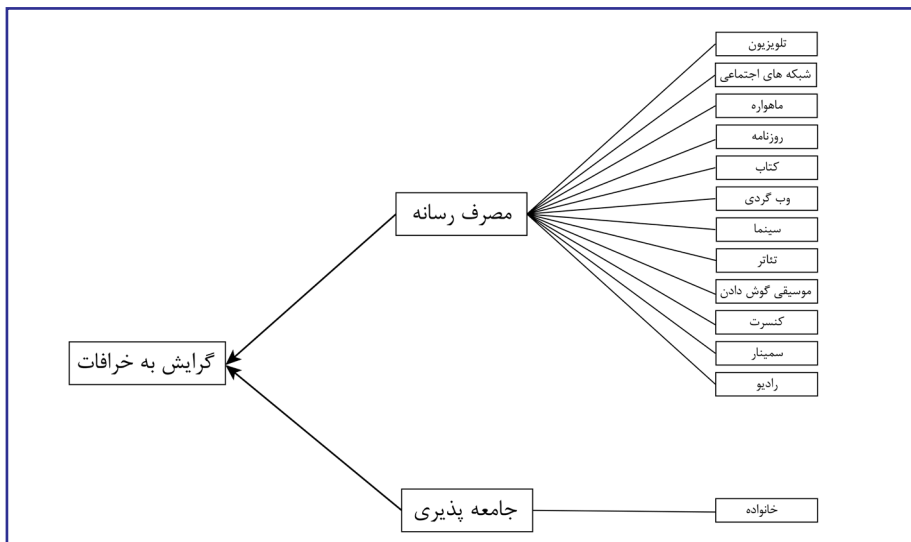 تلویزیون
شبکه های اجتماعی
ماهواره
روزنامه
کتاب
وب گردی
سینما
تئاتر
موسیقی گوش دادن
کنسرت
سمینار
رادیو
مصرف رسانه
گرایش به خرافات
جامعه پذیری
خانواده